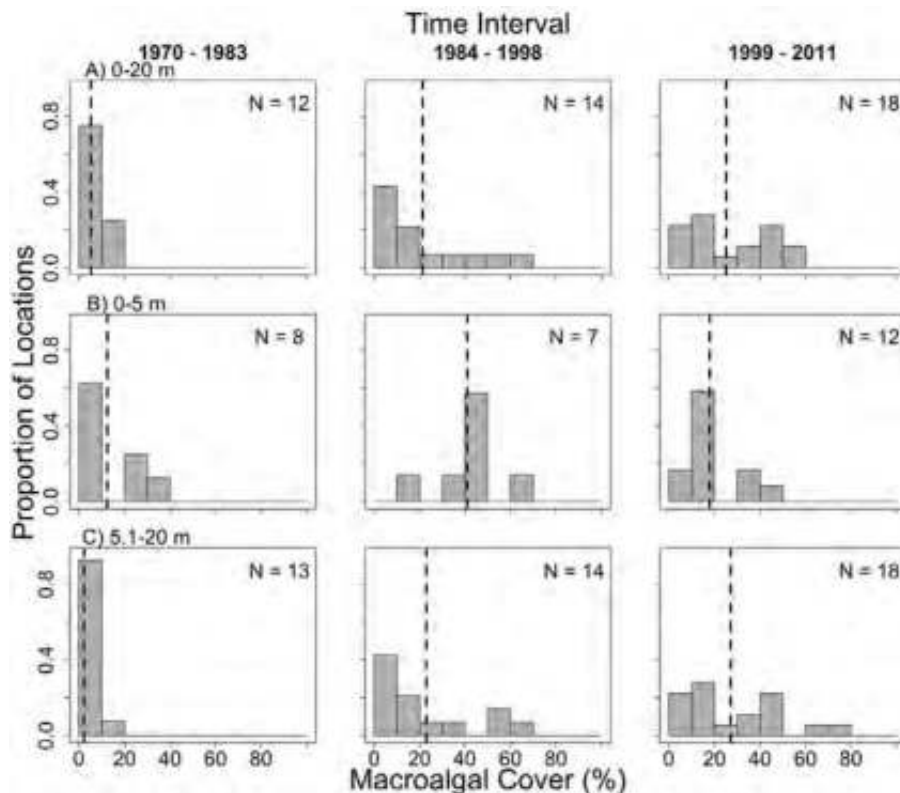 Time Interval
1970 - 1983 1984 - 1998 1999 - 2011
A) 0-20 m
N = 12 N = 14 N = 18
0.8
0.4
0.0
B) 0-5 m
N = 8 N = 7 N = 12
0.8
0.4
0.0
C) 5.1-20 m
N = 13 N = 14 N = 18
0.8
0.4
0.0
Proportion of Locations
0 20 40 60 80 0 20 40 60 80 0 20 40 60 80
Macroalgal Cover (%)